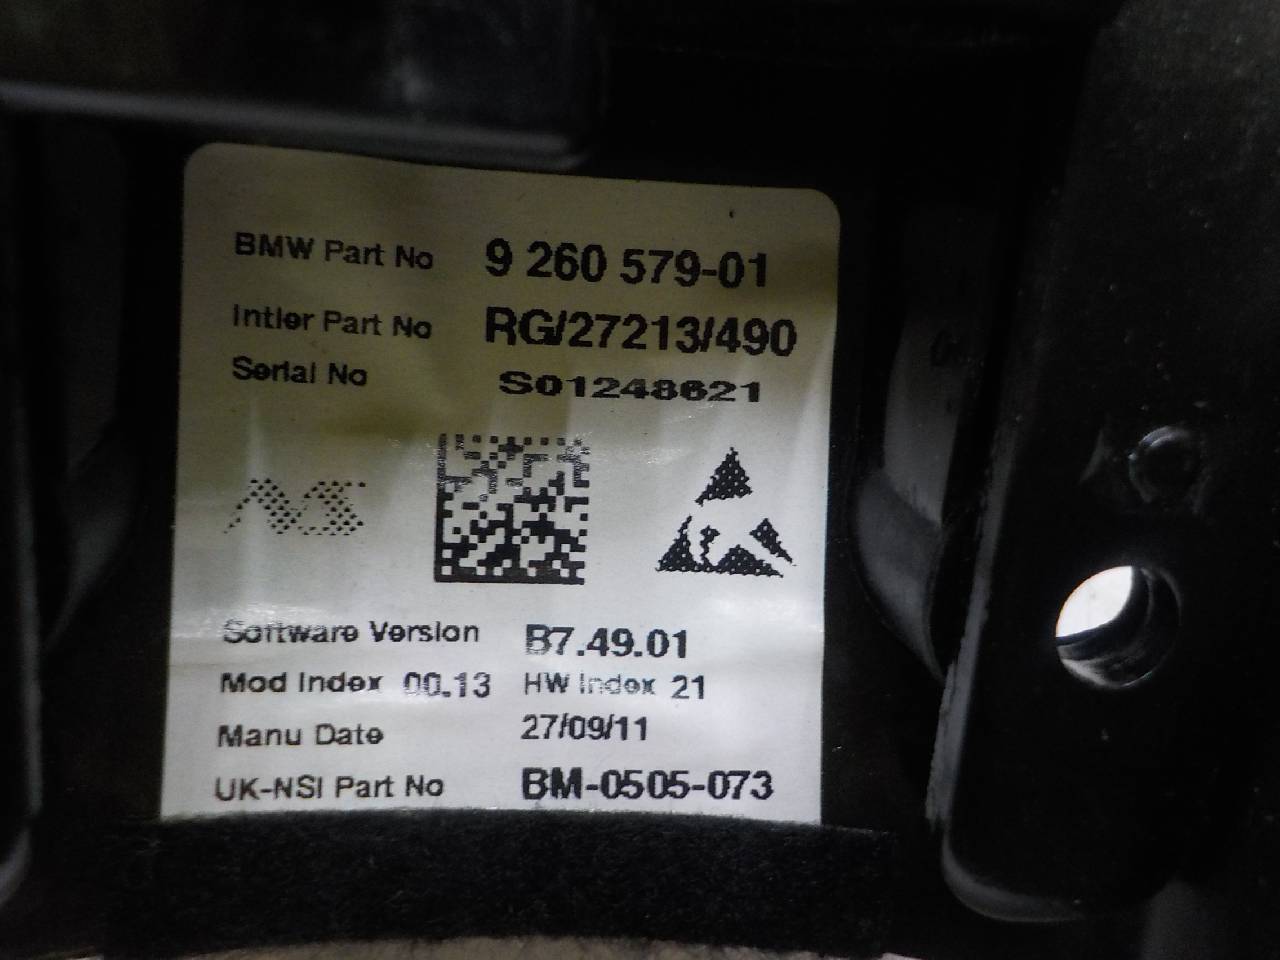 BMW Part No 9 260 579-01
Intier Part No RG/27213/490
Serial No S01248621
Software Version B7.49.01
Mod Index 00.13 HW Index 21
Manu Date 27/09/11
UK-NSI Part No BM-0505-073